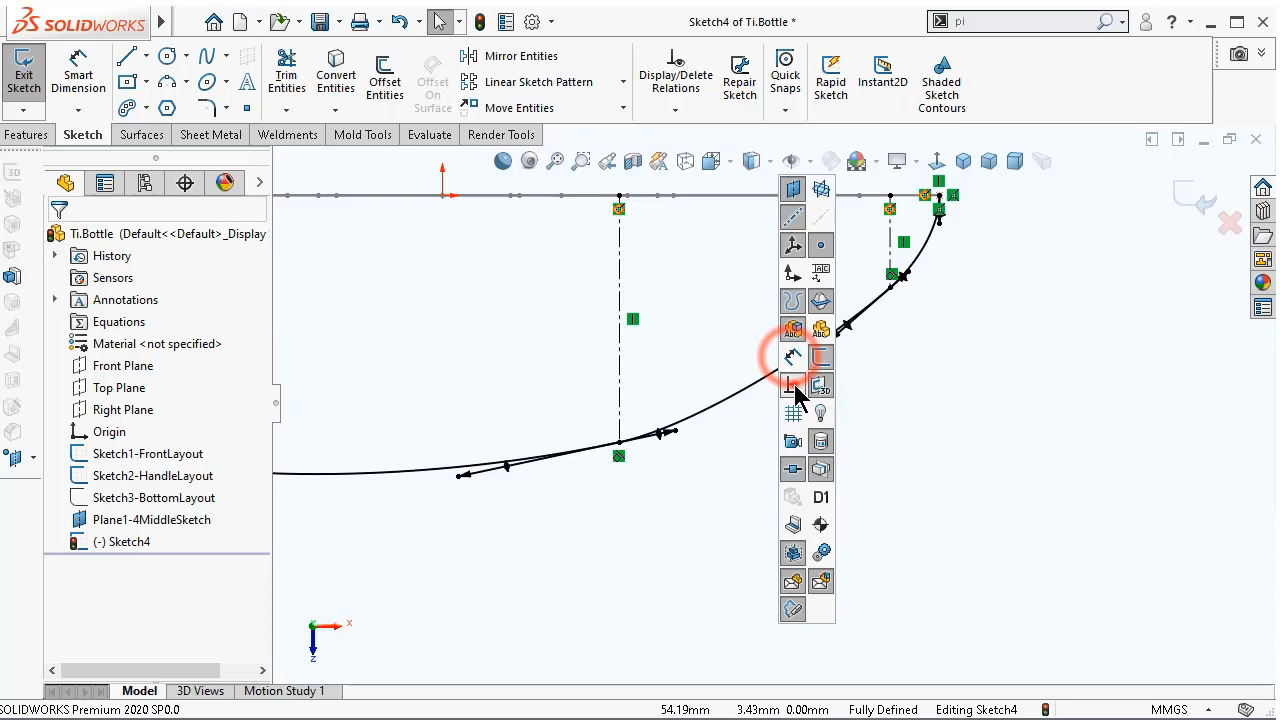 SOLIDWORKS
Sketch4 of Ti.Bottle *
pi
?
Exit Sketch
Smart Dimension
Trim Entities
Convert Entities
Offset Entities
Offset On Surface
Mirror Entities
Linear Sketch Pattern
Move Entities
Display/Delete Relations
Repair Sketch
Quick Snaps
Rapid Sketch
Instant2D
Shaded Sketch Contours
Features
Sketch
Surfaces
Sheet Metal
Weldments
Mold Tools
Evaluate
Render Tools
Ti.Bottle (Default<<Default>_Display
History
Sensors
Annotations
Equations
Material <not specified>
Front Plane
Top Plane
Right Plane
Origin
Sketch1-FrontLayout
Sketch2-HandleLayout
Sketch3-BottomLayout
Plane1-4MiddleSketch
(-) Sketch4
D1
x
z
Model
3D Views
Motion Study 1
SOLIDWORKS Premium 2020 SP0.0
54.19mm
3.43mm 0.00mm
Fully Defined
Editing Sketch4
MMGS